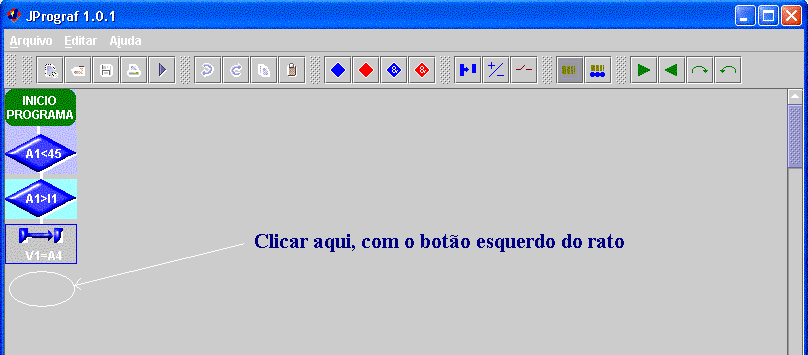 JPrograf 1.0.1
Arquivo Editar Ajuda
& &
INICIO
PROGRAMA
A1<45
A1>I1
V1=A4
Clicar aqui, com o botão esquerdo do rato